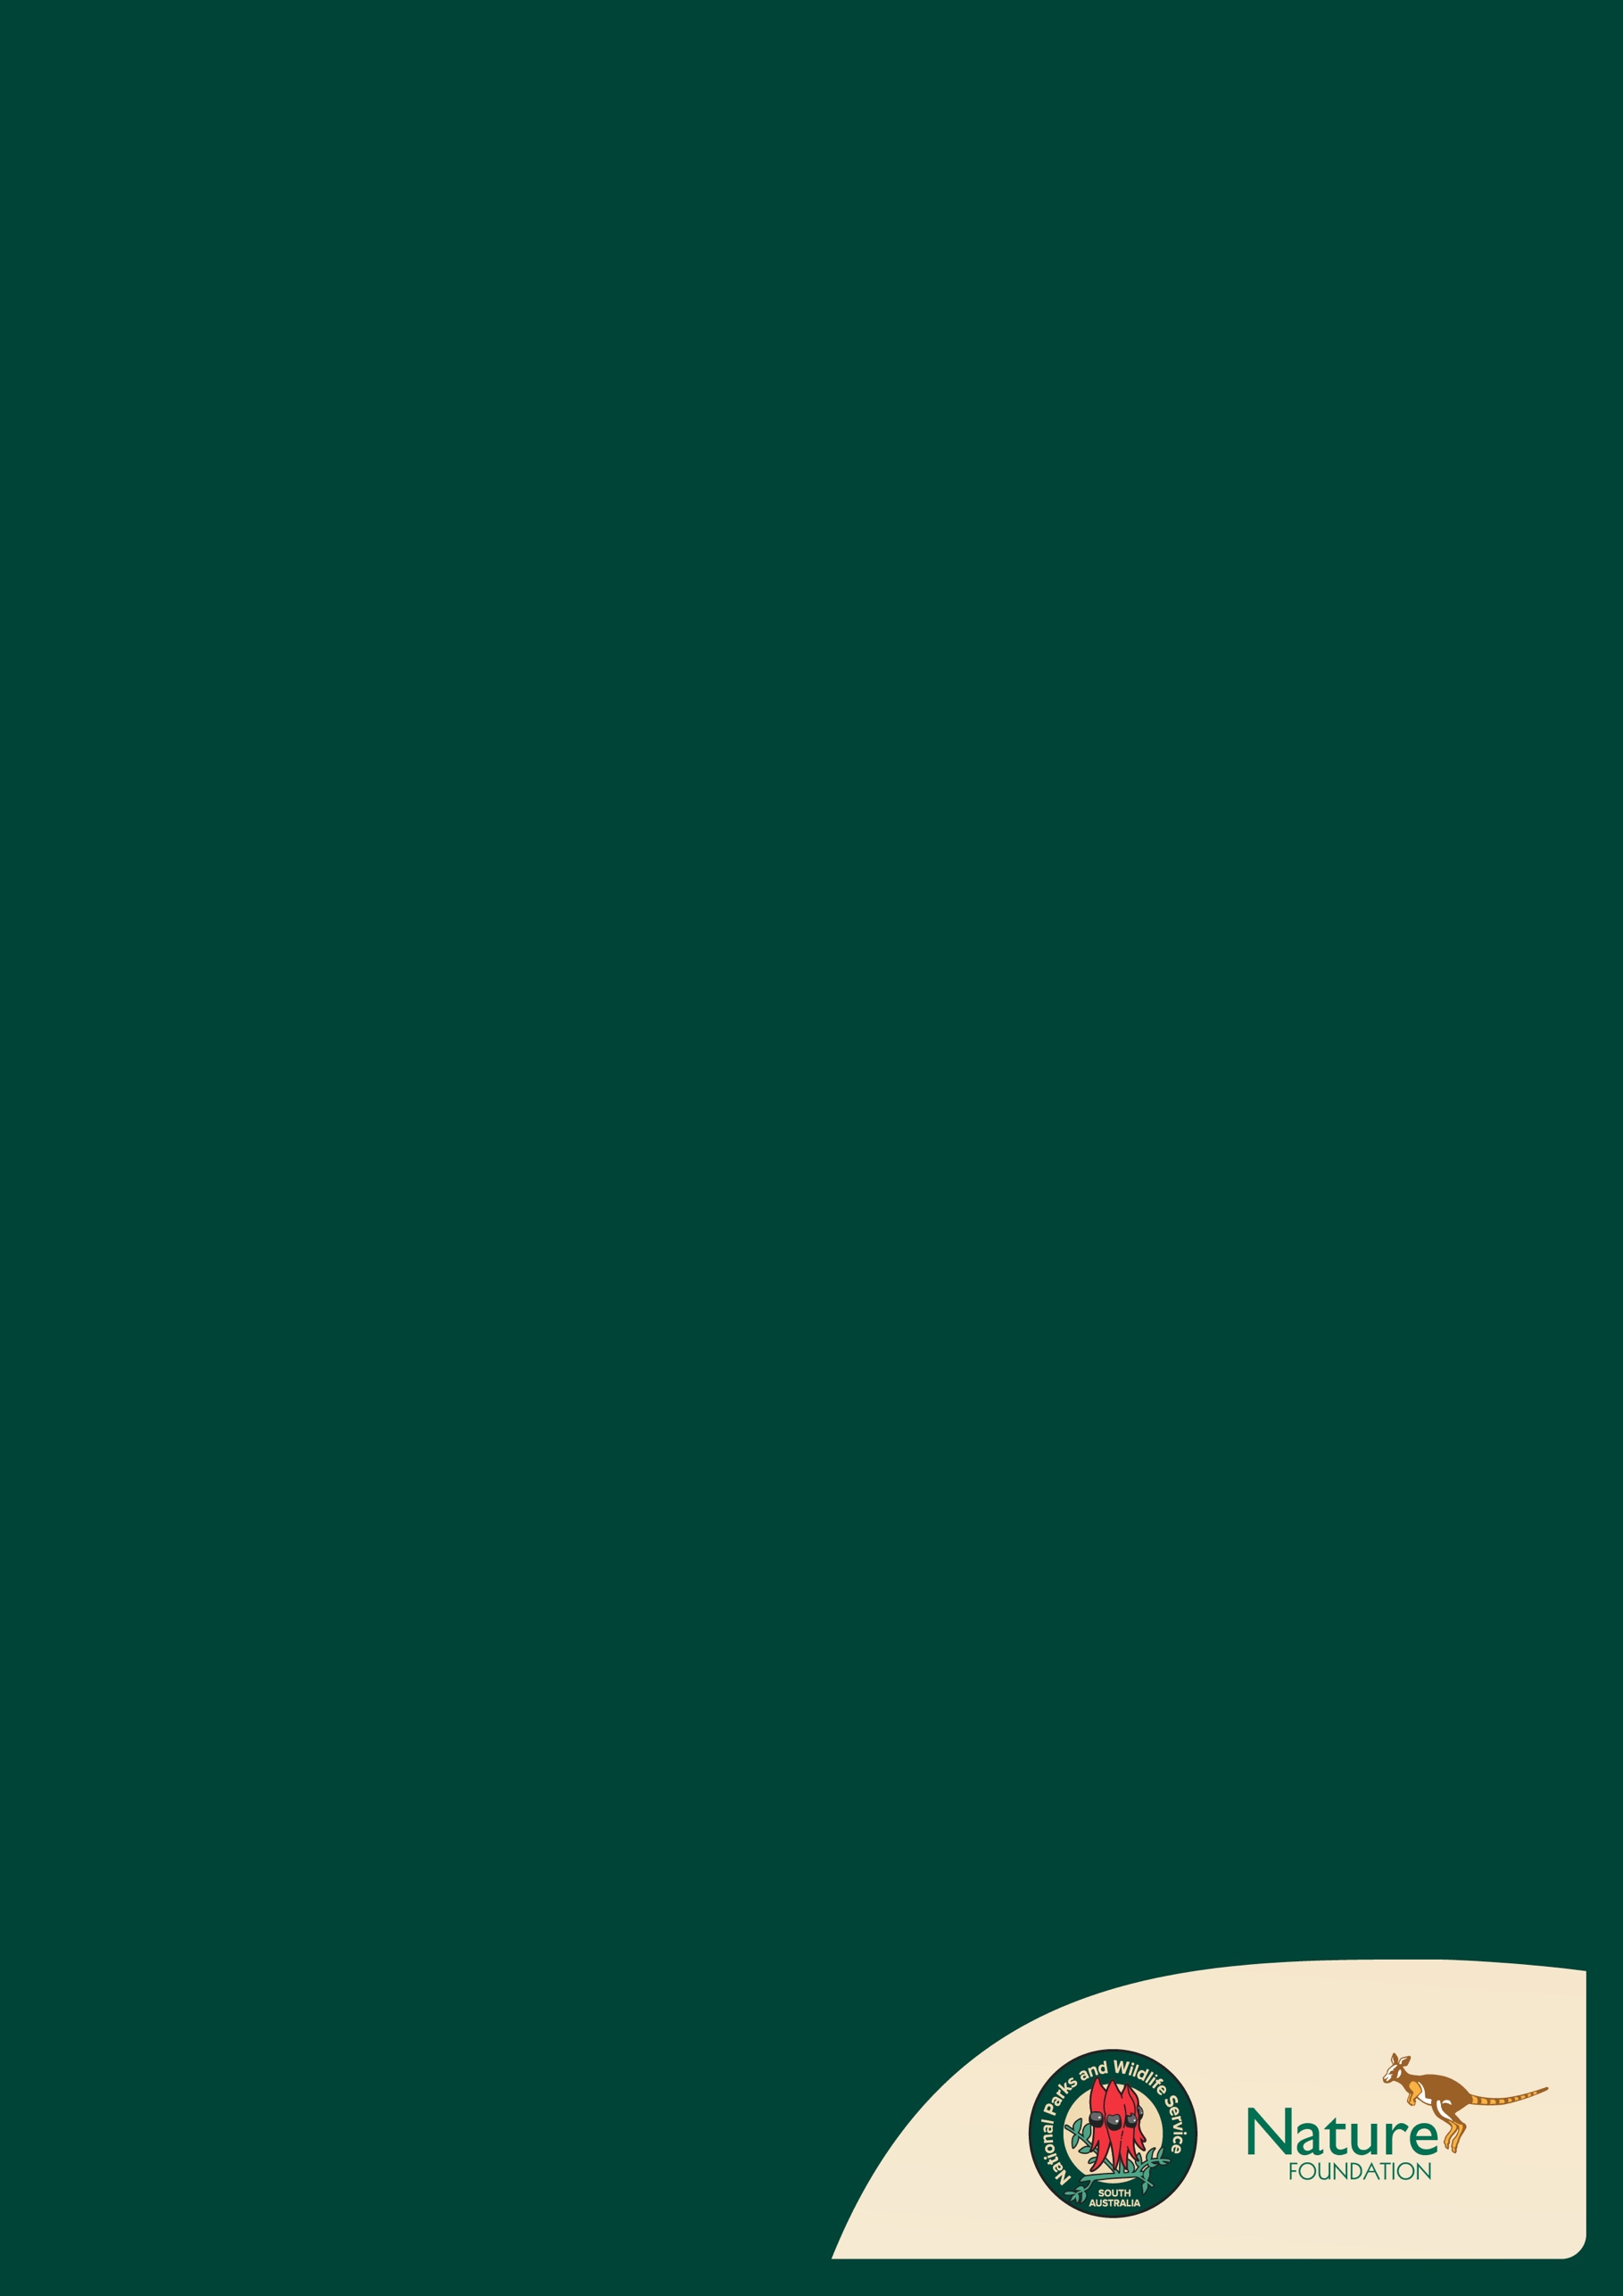 National Parks and Wildlife Service
SOUTH
AUSTRALIA
Nature
FOUNDATION